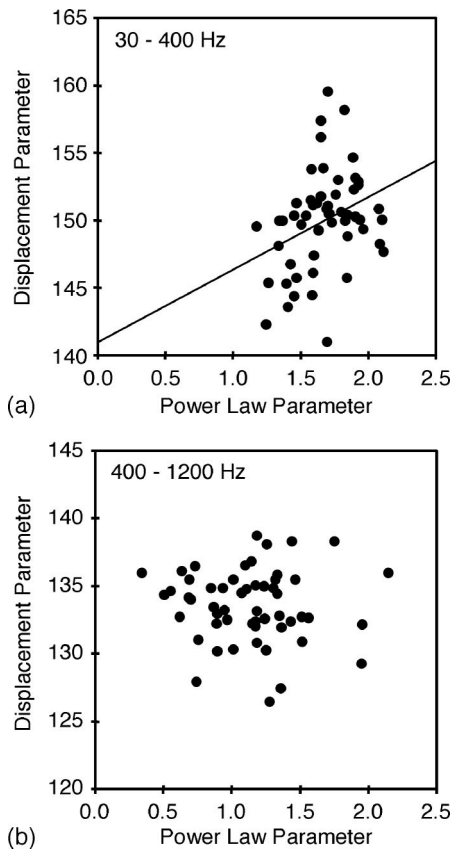 165
30 - 400 Hz
160
155
150
145
140
Displacement Parameter
0.0 0.5 1.0 1.5 2.0 2.5
(a)
Power Law Parameter
145
400 - 1200 Hz
140
135
130
125
120
Displacement Parameter
0.0 0.5 1.0 1.5 2.0 2.5
(b)
Power Law Parameter